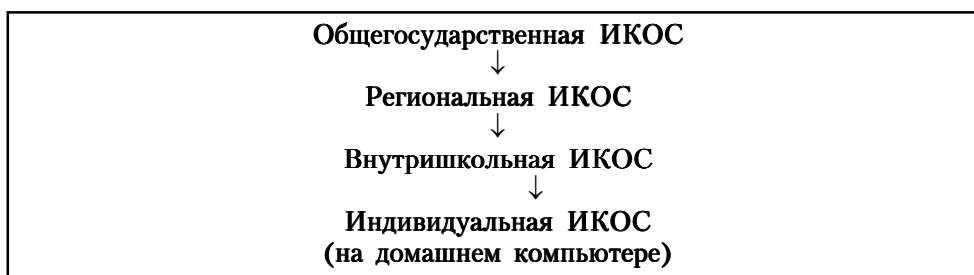 Общегосударственная ИКОС
↓
Региональная ИКОС
↓
Внутришкольная ИКОС
↓
Индивидуальная ИКОС
(на домашнем компьютере)